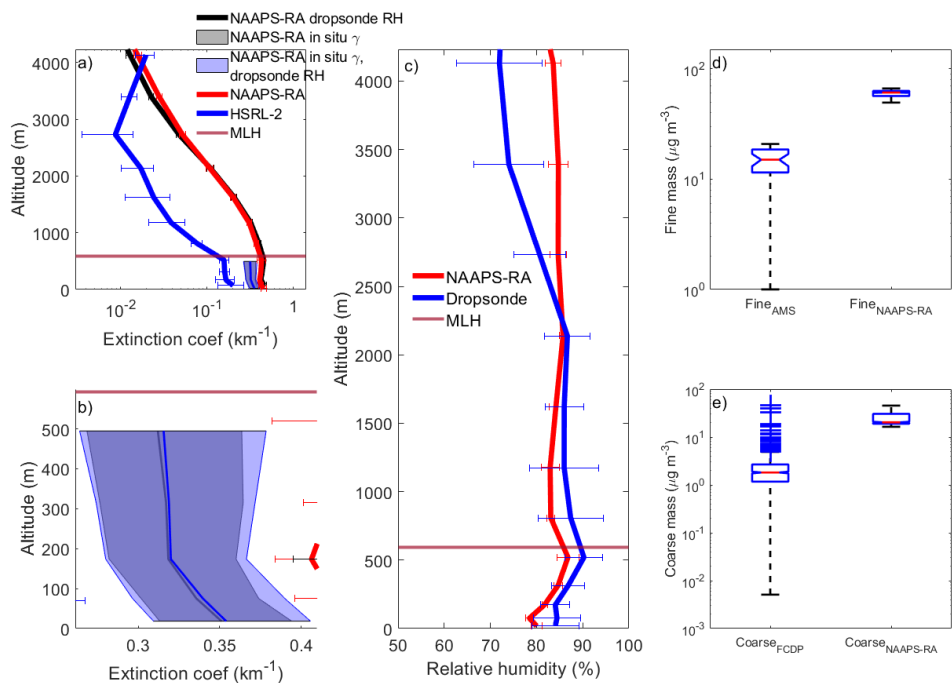 NAAPS-RA dropsonde RH
NAAPS-RA in situ γ
NAAPS-RA in situ γ,
dropsonde RH
NAAPS-RA
HSRL-2
MLH
a)
4000
3000
2000
1000
0
Altitude (m)
10-2
10-1
1
Extinction coef (km-1)
b)
500
400
300
200
100
0
Altitude (m)
0.3
0.35
0.4
Extinction coef (km-1)
c)
4000
3500
3000
2500
2000
1500
1000
500
0
Altitude (m)
NAAPS-RA
Dropsonde
MLH
50
60
70
80
90
100
Relative humidity (%)
d)
102
101
100
Fine mass (μg m-3)
FineAMS
FineNAAPS-RA
e)
102
101
100
10-1
10-2
10-3
Coarse mass (μg m-3)
CoarseFCDP
CoarseNAAPS-RA